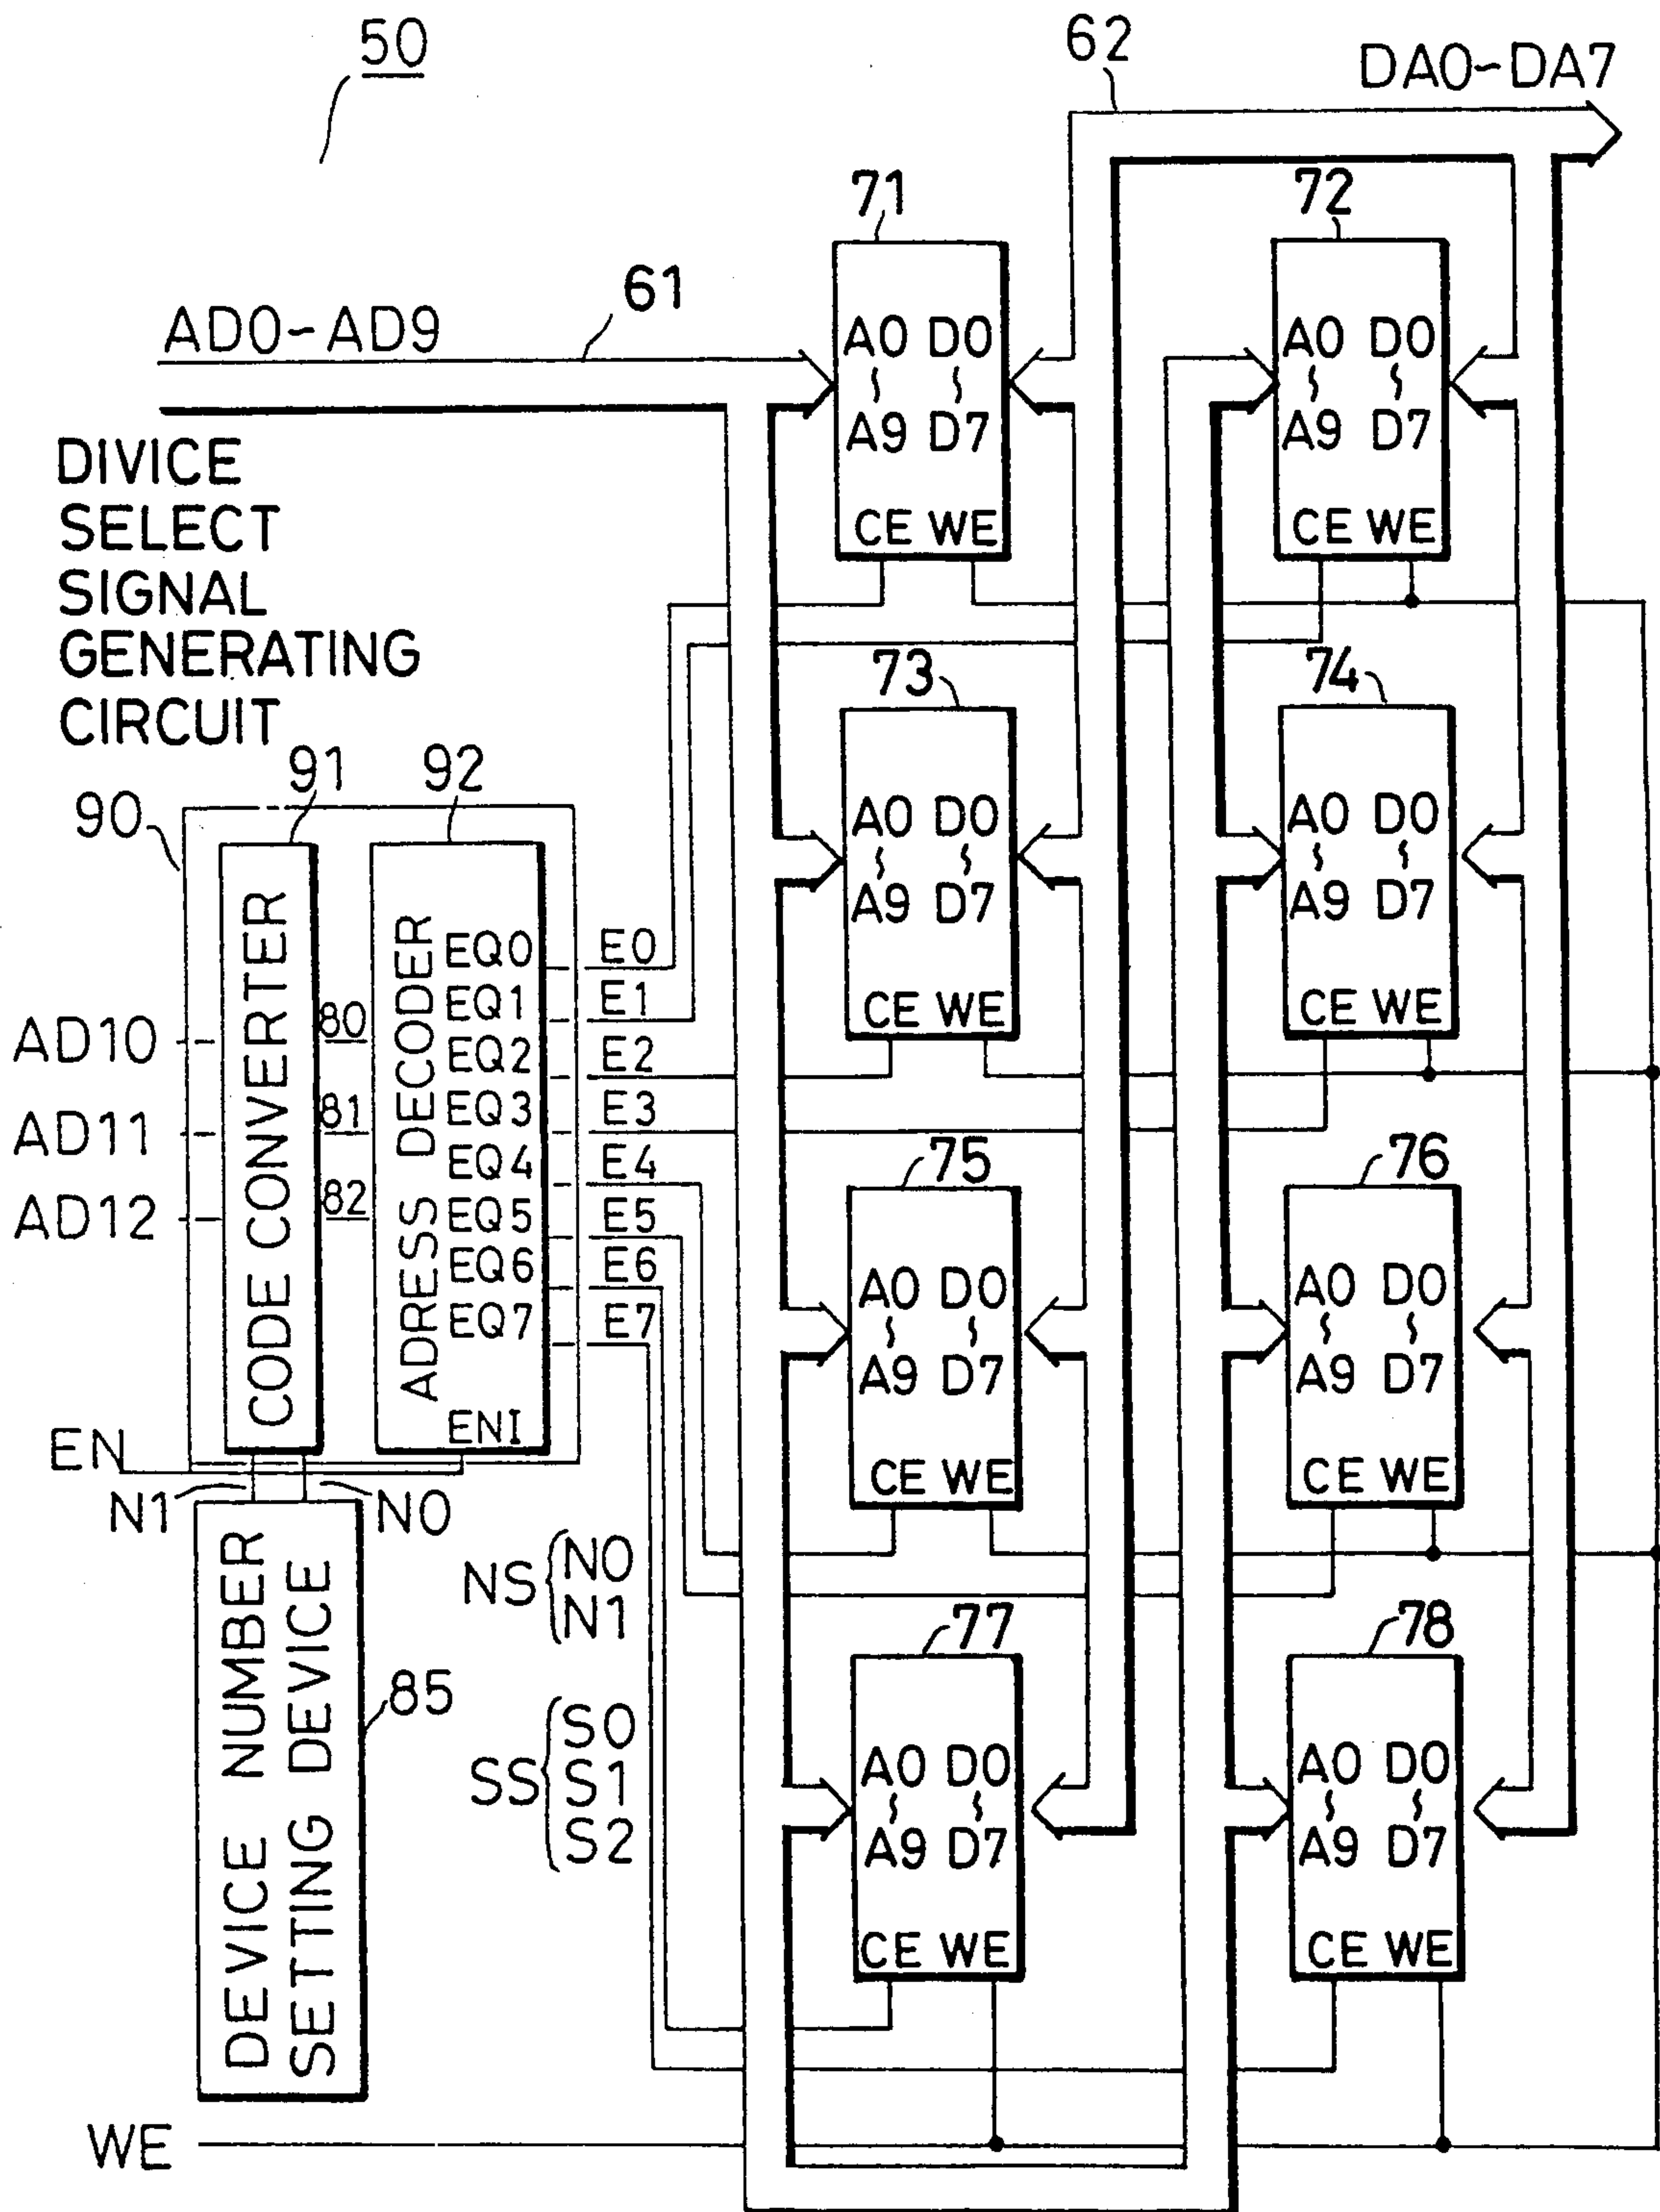 50
62
DA0~DA7
71
72
61
AD0~AD9
A0 D0
A9 D7
CE WE
A0 D0
A9 D7
CE WE
DIVICE
SELECT
SIGNAL
GENERATING
CIRCUIT
73
74
A0 D0
A9 D7
CE WE
A0 D0
A9 D7
CE WE
90
91
92
CODE CONVERTER
ADRESS DECODER
EQ0
EQ1
EQ2
EQ3
EQ4
EQ5
EQ6
EQ7
ENI
E0
E1
E2
E3
E4
E5
E6
E7
AD10
AD11
AD12
80
81
82
75
76
A0 D0
A9 D7
CE WE
A0 D0
A9 D7
CE WE
EN
N1
N0
DEVICE NUMBER
SETTING DEVICE
85
NS
N0
N1
SS
S0
S1
S2
77
78
A0 D0
A9 D7
CE WE
A0 D0
A9 D7
CE WE
WE